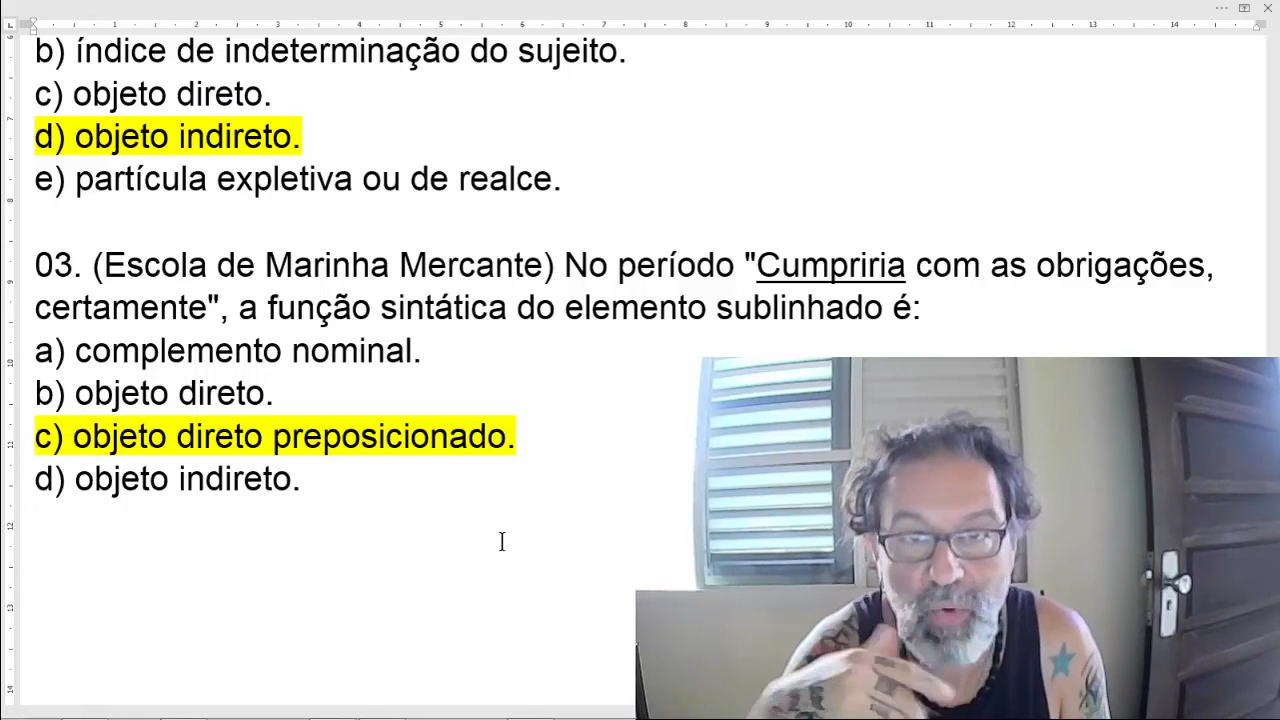 b) índice de indeterminação do sujeito.
c) objeto direto.
d) objeto indireto.
e) partícula expletiva ou de realce.
03. (Escola de Marinha Mercante) No período "Cumpriria com as obrigações,
certamente", a função sintática do elemento sublinhado é:
a) complemento nominal.
b) objeto direto.
c) objeto direto preposicionado.
d) objeto indireto.